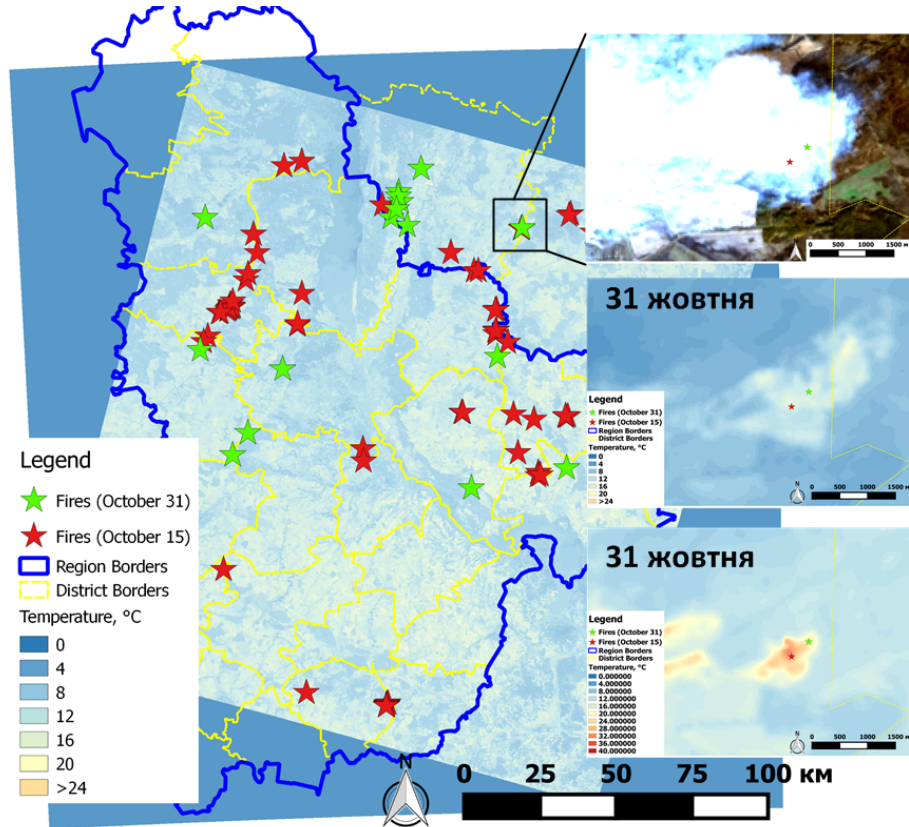 Legend
Fires (October 31)
Fires (October 15)
Region Borders
District Borders
Temperature, °C
0
4
8
12
16
20
>24
N
0 25 50 75 100 км
N
0 500 1000 1500 м
31 жовтня
Legend
Fires (October 31)
Fires (October 15)
Region Borders
District Borders
Temperature, °C
0
4
8
12
16
20
>24
N
0 500 1000 1500 м
31 жовтня
Legend
Fires (October 31)
Fires (October 15)
Region Borders
District Borders
Temperature, °C
0.000000
4.000000
8.000000
12.000000
16.000000
20.000000
24.000000
28.000000
32.000000
36.000000
40.000000
N
0 500 1000 1500 м